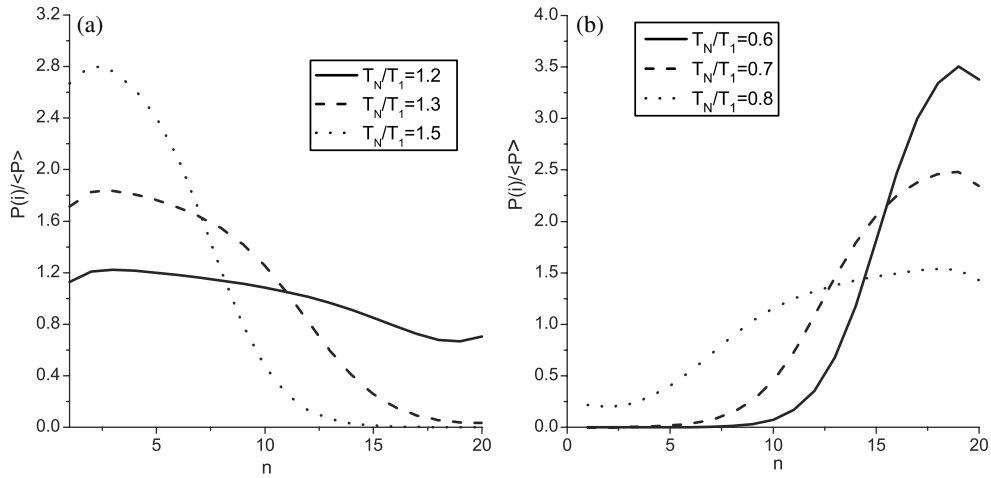 (a)
3.2
2.8
2.4
2.0
1.6
1.2
0.8
0.4
0.0
P(i)/<P>
T_N/T_1=1.2
T_N/T_1=1.3
T_N/T_1=1.5
5
10
15
20
n
(b)
4.0
3.5
3.0
2.5
2.0
1.5
1.0
0.5
0.0
P(i)/<P>
T_N/T_1=0.6
T_N/T_1=0.7
T_N/T_1=0.8
0
5
10
15
20
n